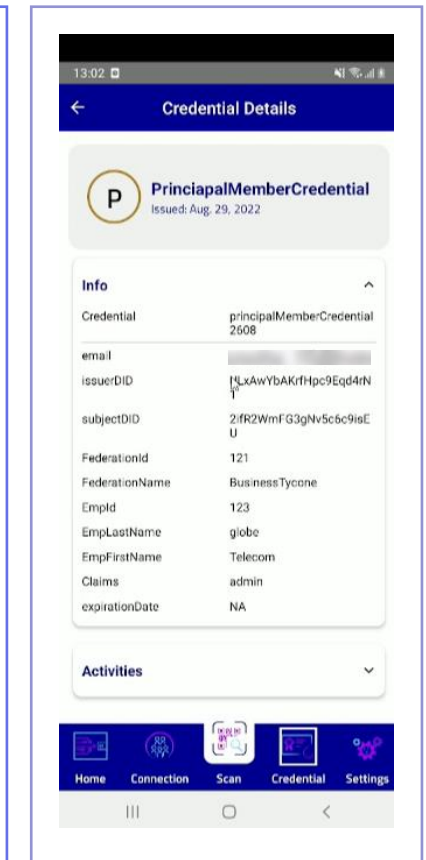 13:02
Credential Details
P
PrinciapalMemberCredential
Issued: Aug. 29, 2022
Info
Credential principalMemberCredential
2608
email
issuerDID
subjectDID 2ifR2WmFG3gNv5c6c9isE
U
FederationId 121
FederationName BusinessTycone
EmpId 123
EmpLastName globe
EmpFirstName Telecom
Claims admin
expirationDate NA
Activities
Home Connection Scan Credential Settings